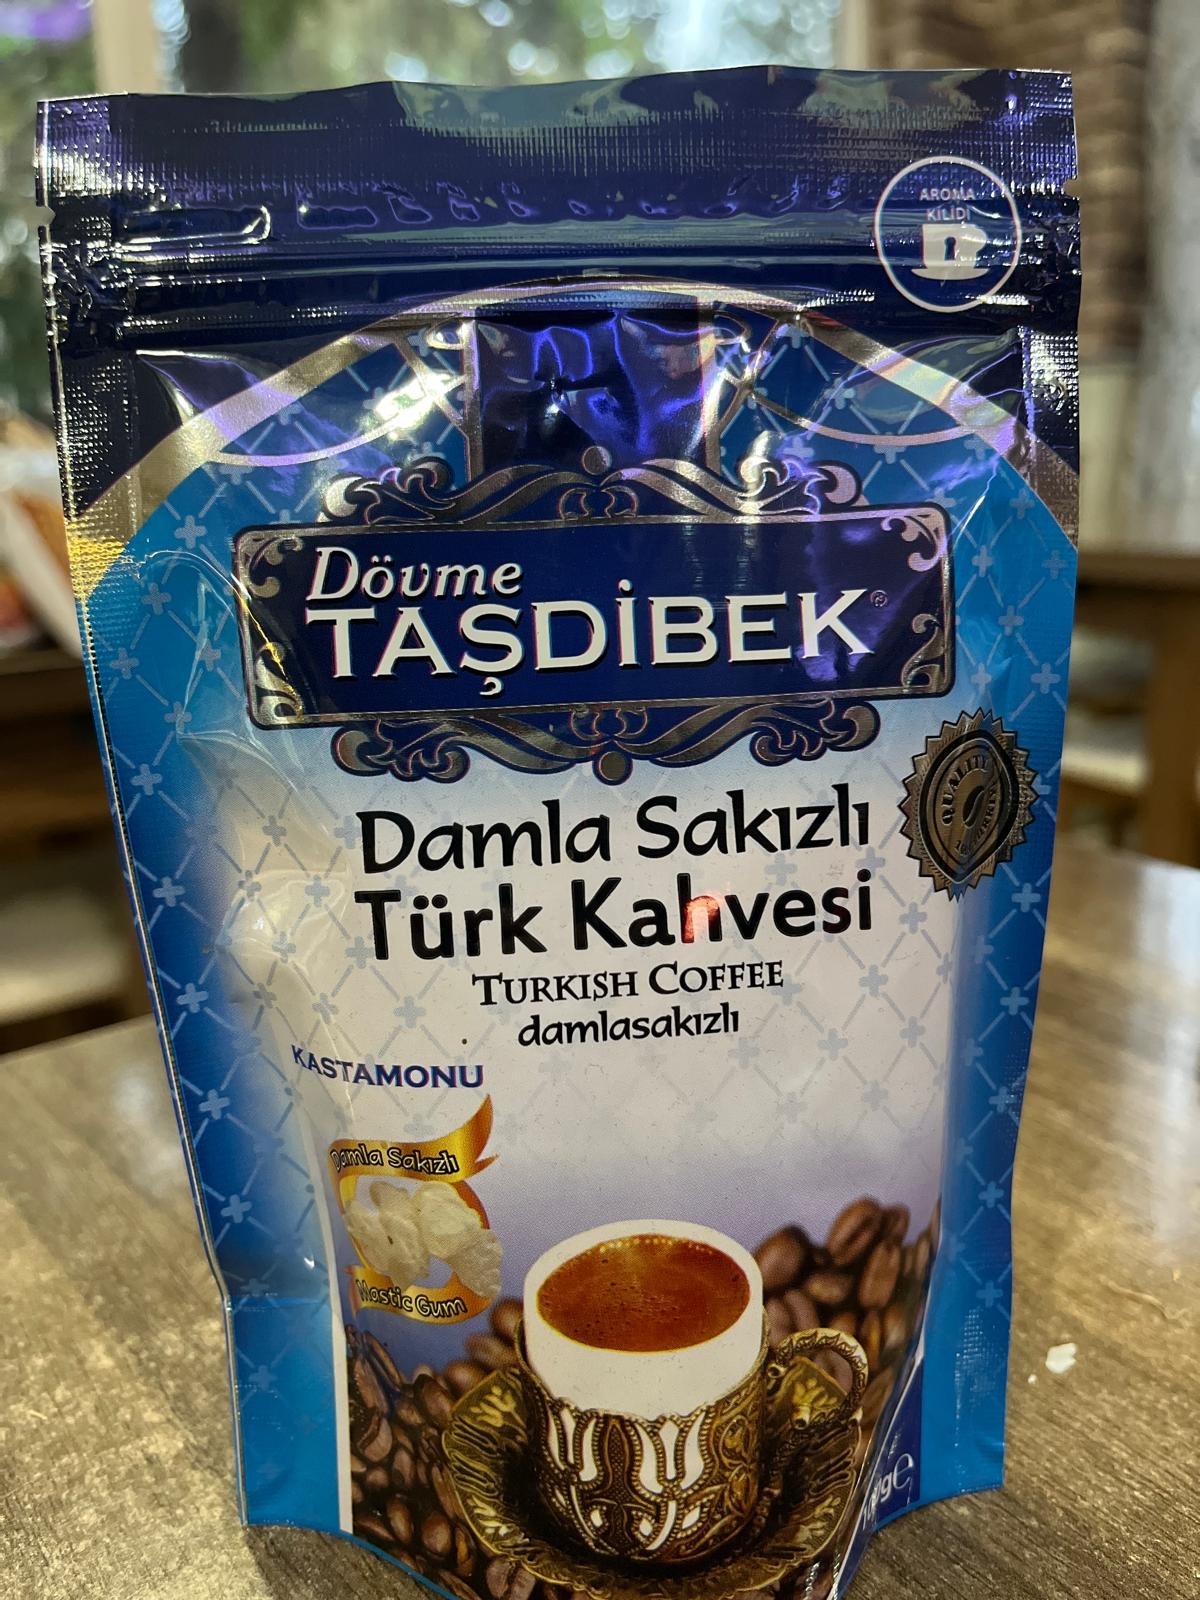 AROMA
KİLİDİ
Dövme
TAŞDİBEK®
Damla Sakızlı
Türk Kahvesi
TURKISH COFFEE
damlasakızlı
QUALITY
KASTAMONU
Damla Sakızlı
Mastic Gum